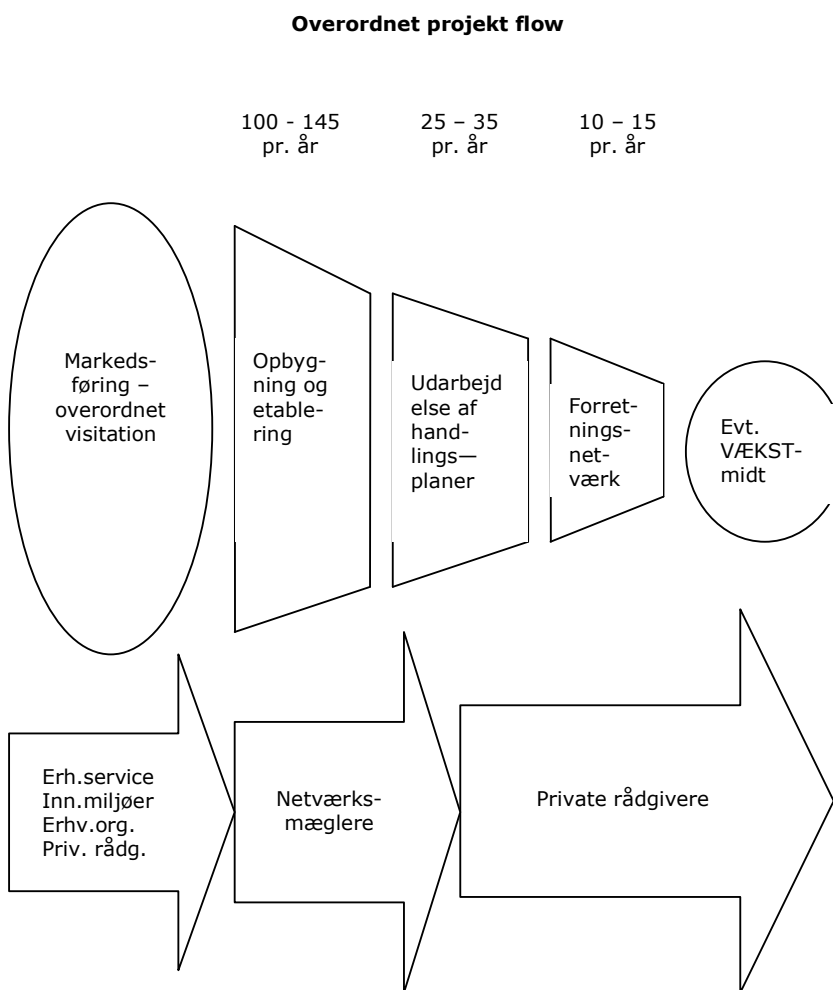 Overordnet projekt flow
100 - 145
pr. år
25 – 35
pr. år
10 – 15
pr. år
Markeds-
føring –
overordnet
visitation
Opbyg-
ning og
etable-
ring
Udarbejd
else af
hand-
lings—
planer
Forret-
nings-
net-
værk
Evt.
VÆKST-
midt
Erh.service
Inn.miljøer
Erhv.org.
Priv. rådg.
Netværks-
mæglere
Private rådgivere